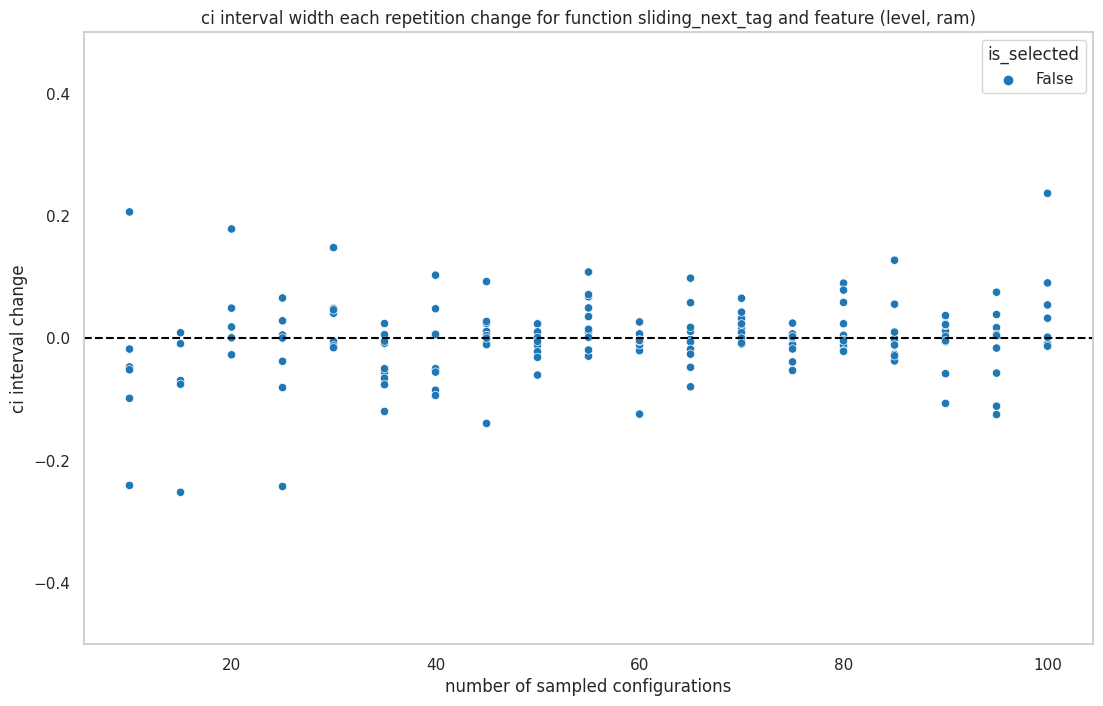 ci interval width each repetition change for function sliding_next_tag and feature (level, ram)
is_selected
False
ci interval change
0.4
0.2
0.0
−0.2
−0.4
20
40
60
80
100
number of sampled configurations